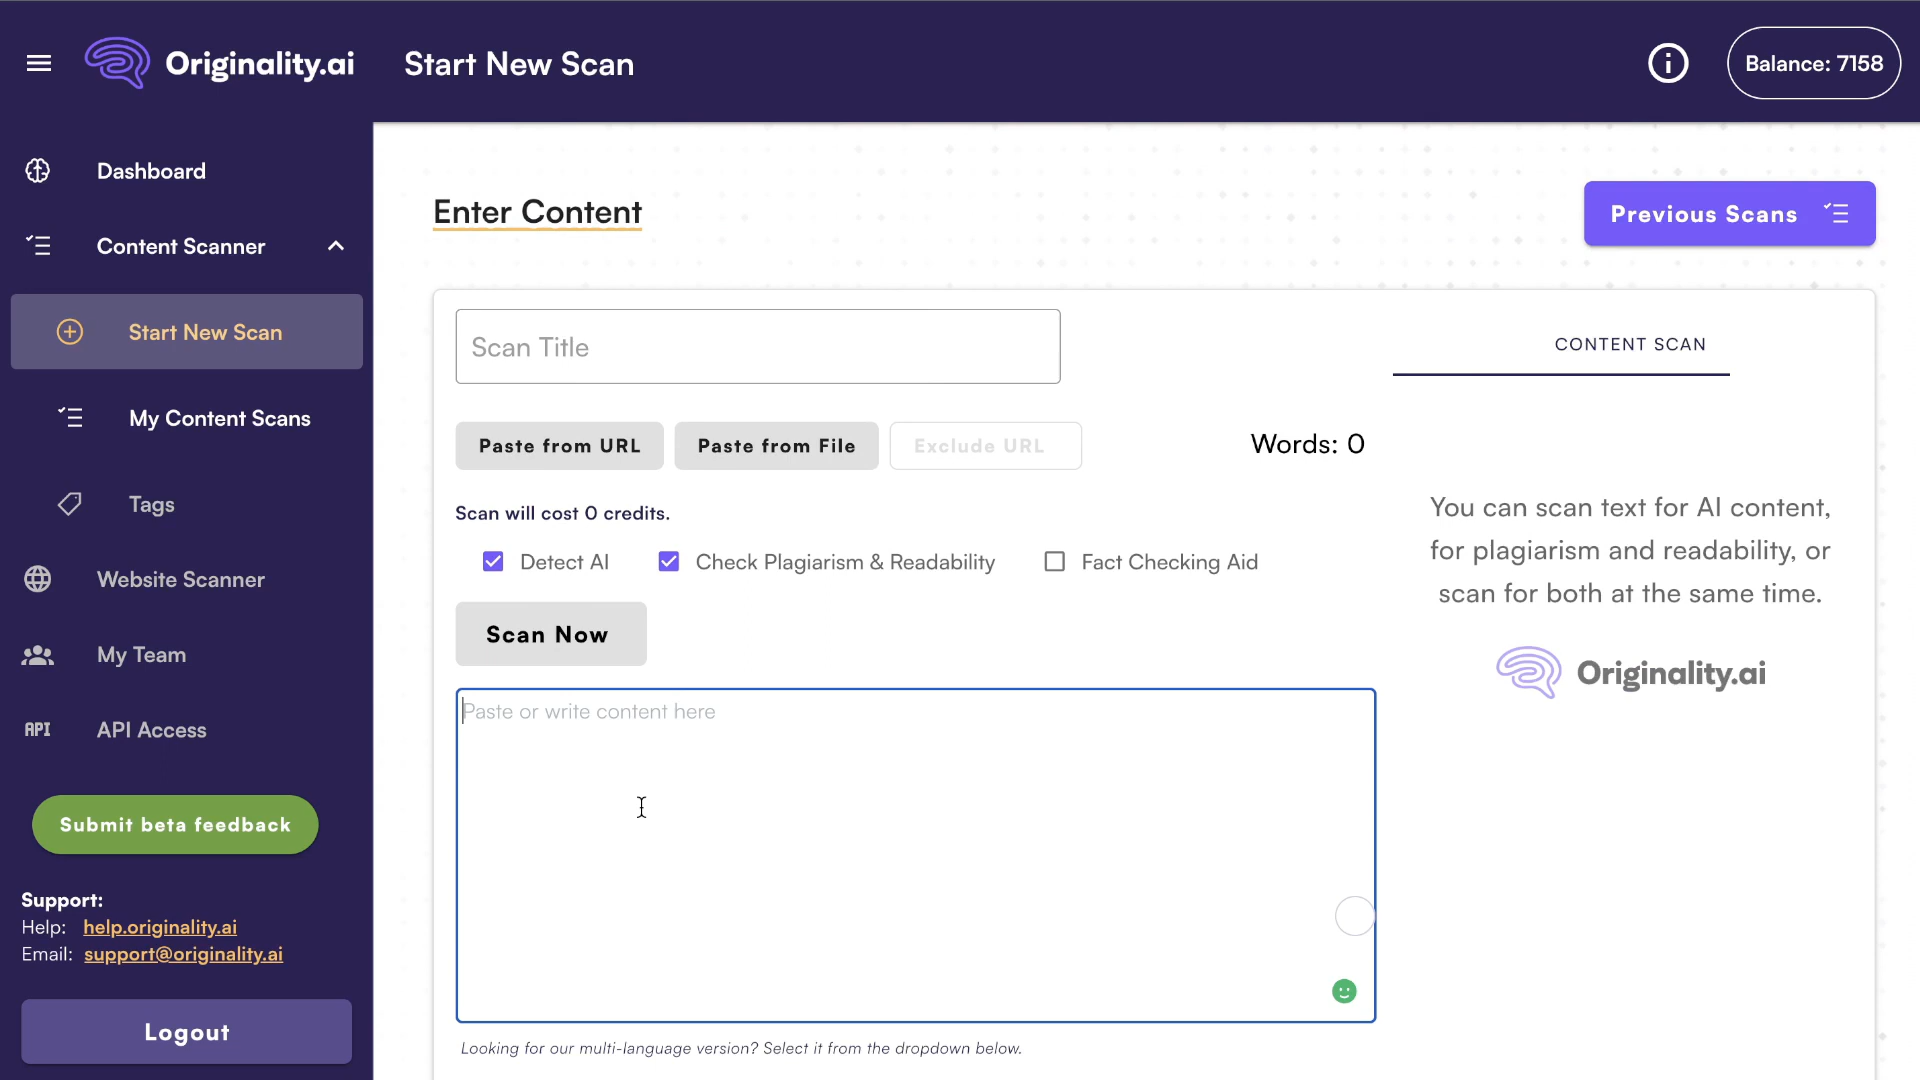 Originality.ai
Start New Scan
Balance: 7158
Dashboard
Content Scanner
Start New Scan
My Content Scans
Tags
Website Scanner
My Team
API
API Access
Submit beta feedback
Support:
Help: help.originality.ai
Email: support@originality.ai
Logout
Enter Content
Previous Scans
Scan Title
CONTENT SCAN
Paste from URL
Paste from File
Exclude URL
Words: 0
Scan will cost 0 credits.
Detect AI
Check Plagiarism & Readability
Fact Checking Aid
Scan Now
Paste or write content here
Looking for our multi-language version? Select it from the dropdown below.
You can scan text for AI content,
for plagiarism and readability, or
scan for both at the same time.
Originality.ai